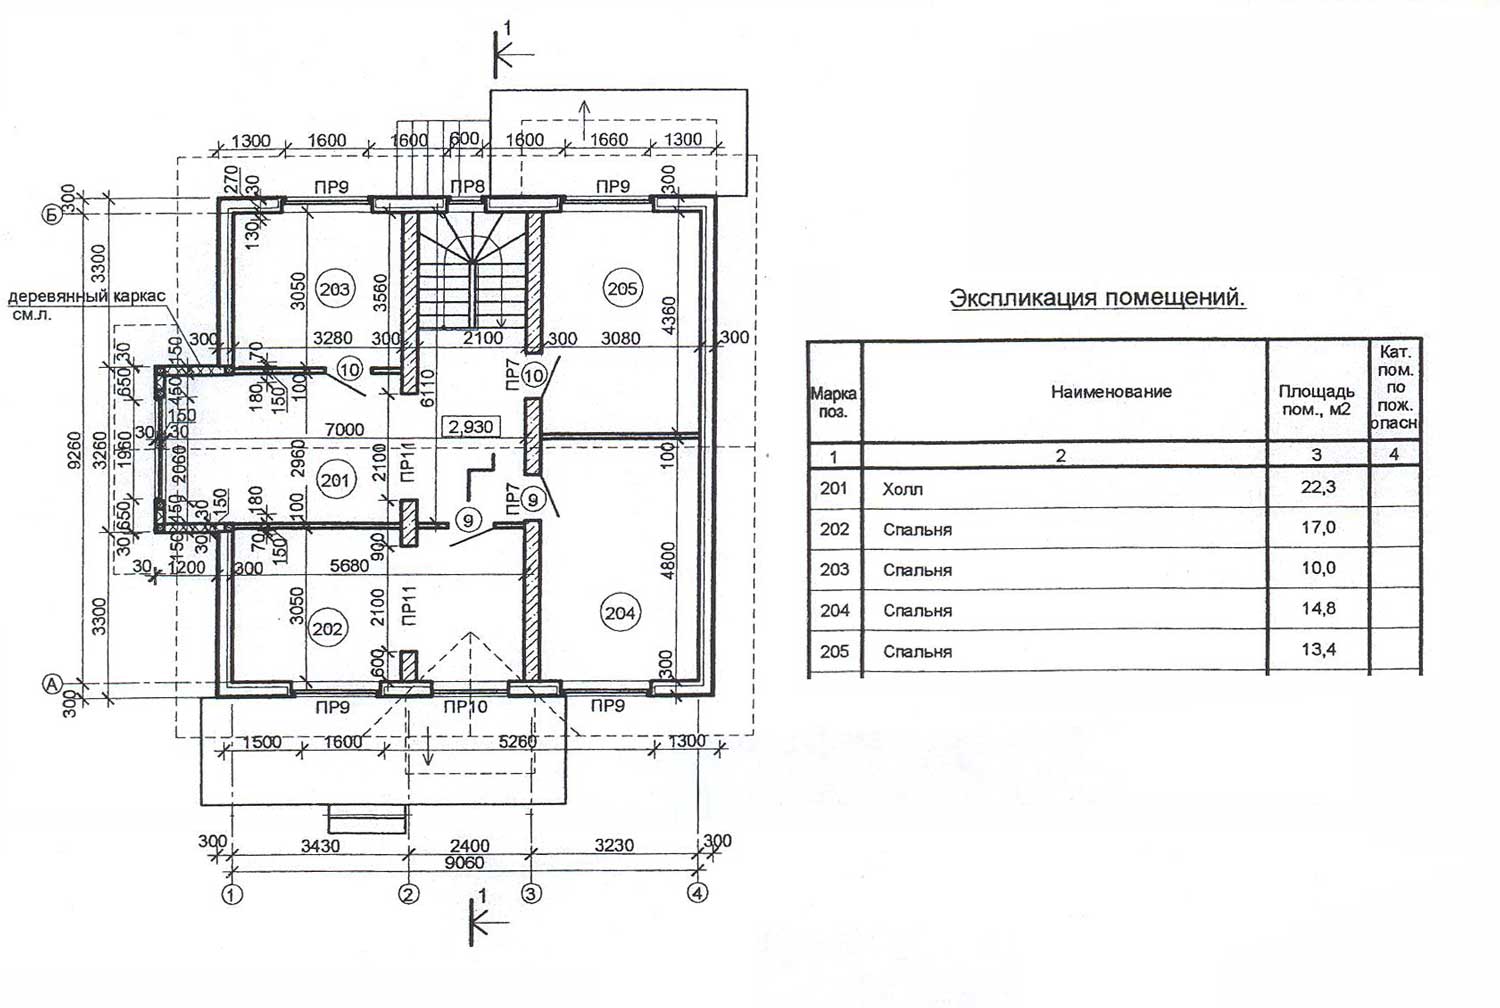 1
1300 1600 1600 600 1600 1660 1300
270 30 ПР9 ПР8 ПР9 300
300
Б
130
3300
3050 203 3560 205 4360
деревянный каркас
см.л.
300 3280 300 2100 300 3080 300
30 150 70 10 ПР7 10
650 450 180 150 100 6110
150
30 30 7000 2,930
9260 3260 1960 2060 2960 201 2100 ПР11 100
650 150 30 150 180 100 9 ПР7 9
30 150 30 70 150 900
30 1200 300 5680 4800
3300 3050 202 2100 ПР11 204
600 300
А
300
ПР9 ПР10 ПР9
1500 1600 5260 1300
300 3430 2400 3230 300
9060
1 2 3 4
1
Экспликация помещений.
Марка поз. Наименование Площадь пом., м2 Кат. пом. по пож. опасн
1 2 3 4
201 Холл 22,3
202 Спальня 17,0
203 Спальня 10,0
204 Спальня 14,8
205 Спальня 13,4